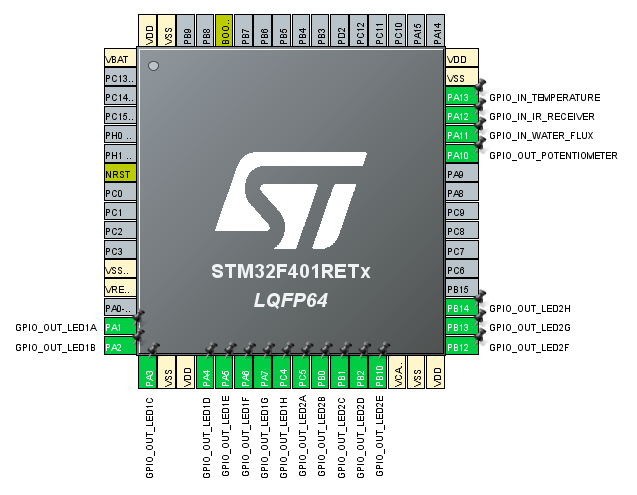 VDD
VSS
PB9
PB8
BOO..
PB7
PB6
PB5
PB4
PB3
PD2
PC12
PC11
PC10
PA15
PA14
VBAT
PC13..
PC14..
PC15..
PH0 ..
PH1 ..
NRST
PC0
PC1
PC2
PC3
VSS..
VRE..
PA0-..
GPIO_OUT_LED1A PA1
GPIO_OUT_LED1B PA2
ST
STM32F401RETx
LQFP64
VDD
VSS
PA13 GPIO_IN_TEMPERATURE
PA12 GPIO_IN_IR_RECEIVER
PA11 GPIO_IN_WATER_FLUX
PA10 GPIO_OUT_POTENTIOMETER
PA9
PA8
PC9
PC8
PC7
PC6
PB15
PB14 GPIO_OUT_LED2H
PB13 GPIO_OUT_LED2G
PB12 GPIO_OUT_LED2F
PA3 GPIO_OUT_LED1C
VSS
VDD
PA4 GPIO_OUT_LED1D
PA5 GPIO_OUT_LED1E
PA6 GPIO_OUT_LED1F
PA7 GPIO_OUT_LED1G
PC4 GPIO_OUT_LED1H
PC5 GPIO_OUT_LED2A
PB0 GPIO_OUT_LED2B
PB1 GPIO_OUT_LED2C
PB2 GPIO_OUT_LED2D
PB10 GPIO_OUT_LED2E
VCA..
VSS
VDD